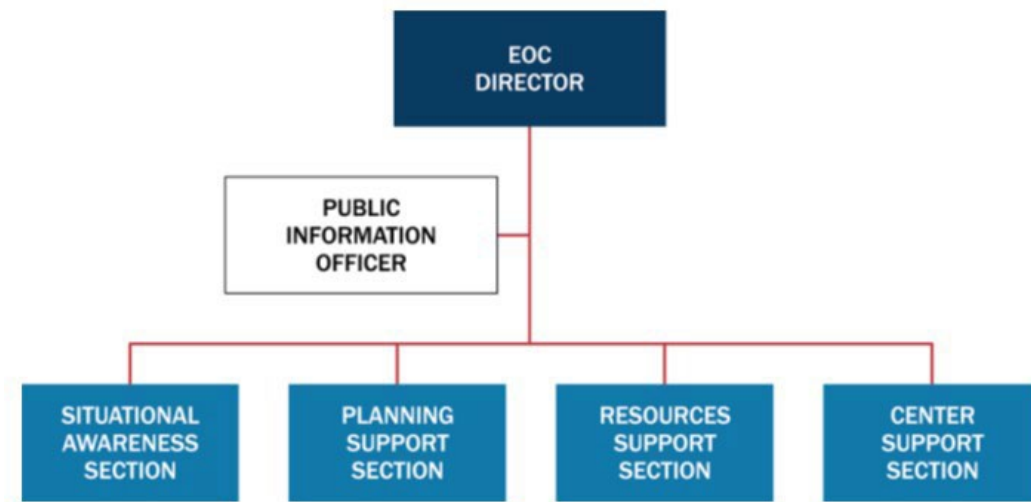 EOC
DIRECTOR
PUBLIC
INFORMATION
OFFICER
SITUATIONAL
AWARENESS
SECTION
PLANNING
SUPPORT
SECTION
RESOURCES
SUPPORT
SECTION
CENTER
SUPPORT
SECTION